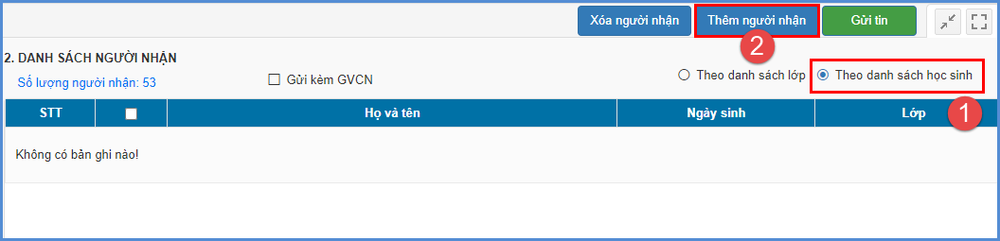 Xóa người nhận Thêm người nhận Gửi tin
2
2. DANH SÁCH NGƯỜI NHẬN
Số lượng người nhận: 53 Gửi kèm GVCN Theo danh sách lớp Theo danh sách học sinh
STT Họ và tên Ngày sinh Lớp 1
Không có bản ghi nào!